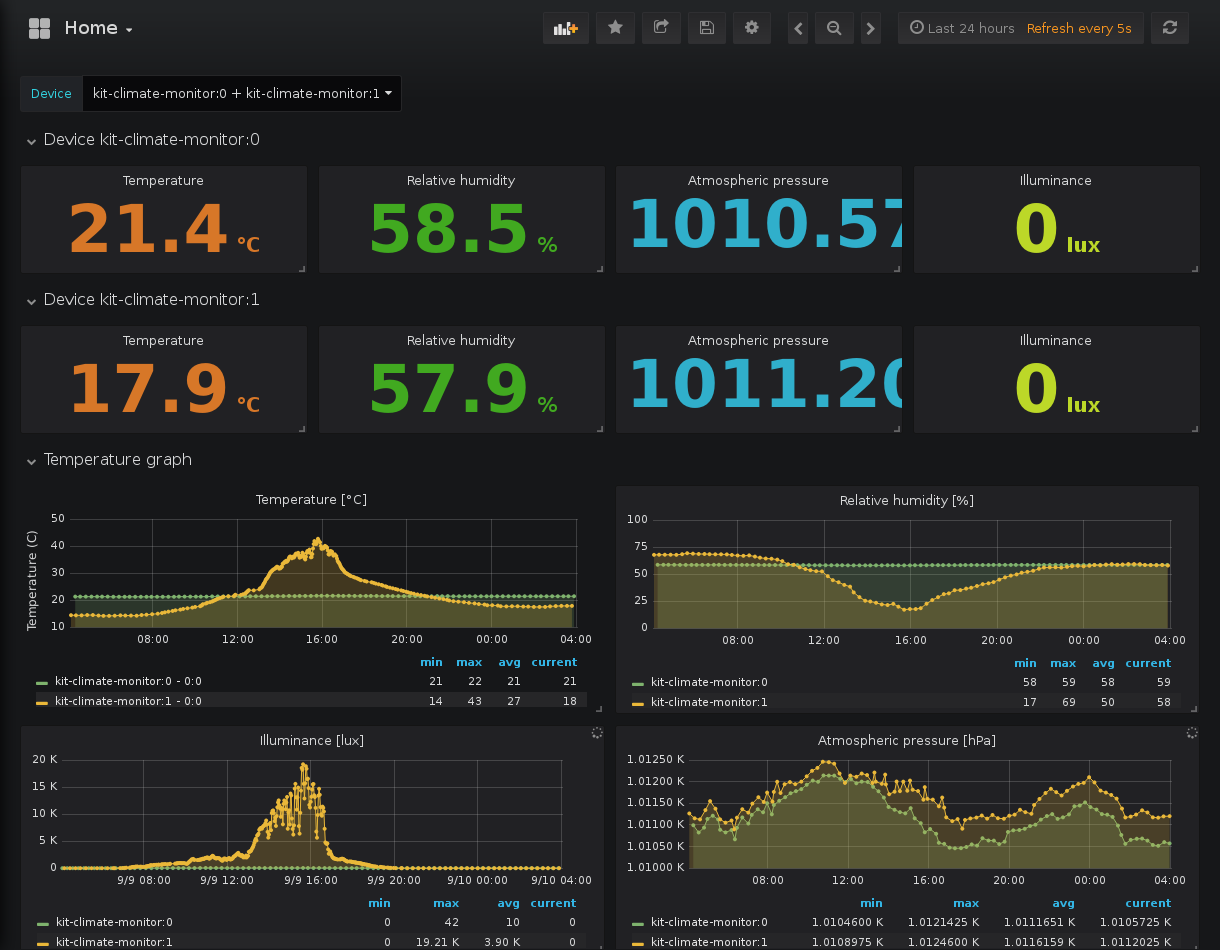 Home
Last 24 hours Refresh every 5s
Device kit-climate-monitor:0 + kit-climate-monitor:1
Device kit-climate-monitor:0
Temperature Relative humidity Atmospheric pressure Illuminance
21.4 °C 58.5 % 1010.57 0 lux
Device kit-climate-monitor:1
Temperature Relative humidity Atmospheric pressure Illuminance
17.9 °C 57.9 % 1011.20 0 lux
Temperature graph
Temperature [°C]
Temperature (C)
50
40
30
20
10
08:00 12:00 16:00 20:00 00:00 04:00
min max avg current
kit-climate-monitor:0 - 0:0 21 22 21 21
kit-climate-monitor:1 - 0:0 14 43 27 18
Relative humidity [%]
100
75
50
25
0
08:00 12:00 16:00 20:00 00:00 04:00
min max avg current
kit-climate-monitor:0 58 59 58 59
kit-climate-monitor:1 17 69 50 58
Illuminance [lux]
20 K
15 K
10 K
5 K
0
9/9 08:00 9/9 12:00 9/9 16:00 9/9 20:00 9/10 00:00 9/10 04:00
min max avg current
kit-climate-monitor:0 0 42 10 0
kit-climate-monitor:1 0 19.21 K 3.90 K 0
Atmospheric pressure [hPa]
1.01250 K
1.01200 K
1.01150 K
1.01100 K
1.01050 K
1.01000 K
08:00 12:00 16:00 20:00 00:00 04:00
min max avg current
kit-climate-monitor:0 1.0104600 K 1.0121425 K 1.0111651 K 1.0105725 K
kit-climate-monitor:1 1.0108975 K 1.0124600 K 1.0116159 K 1.0112025 K